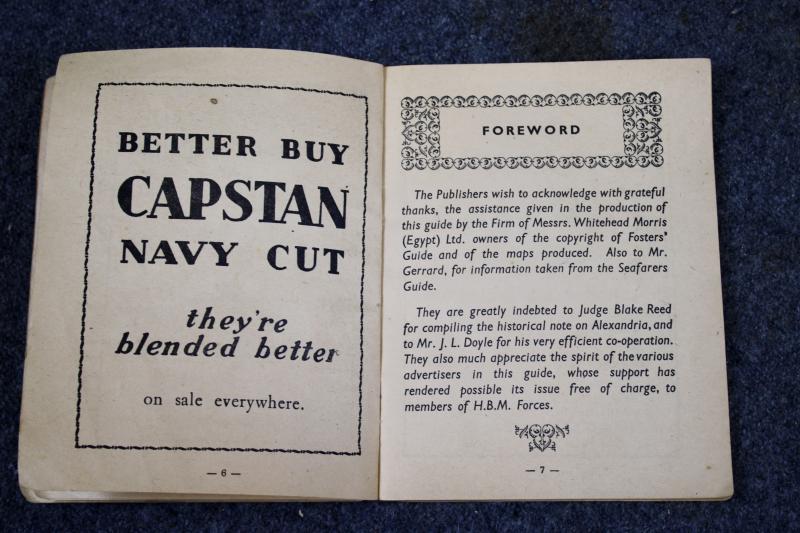 BETTER BUY
CAPSTAN
NAVY CUT
they're
blended better
on sale everywhere.
— 6 —
FOREWORD
The Publishers wish to acknowledge with grateful
thanks, the assistance given in the production of
this guide by the Firm of Messrs. Whitehead Morris
(Egypt) Ltd. owners of the copyright of Fosters'
Guide and of the maps produced. Also to Mr.
Gerrard, for information taken from the Seafarers
Guide.
They are greatly indebted to Judge Blake Reed
for compiling the historical note on Alexandria, and
to Mr. J. L. Doyle for his very efficient co-operation.
They also much appreciate the spirit of the various
advertisers in this guide, whose support has
rendered possible its issue free of charge, to
members of H.B.M. Forces.
— 7 —